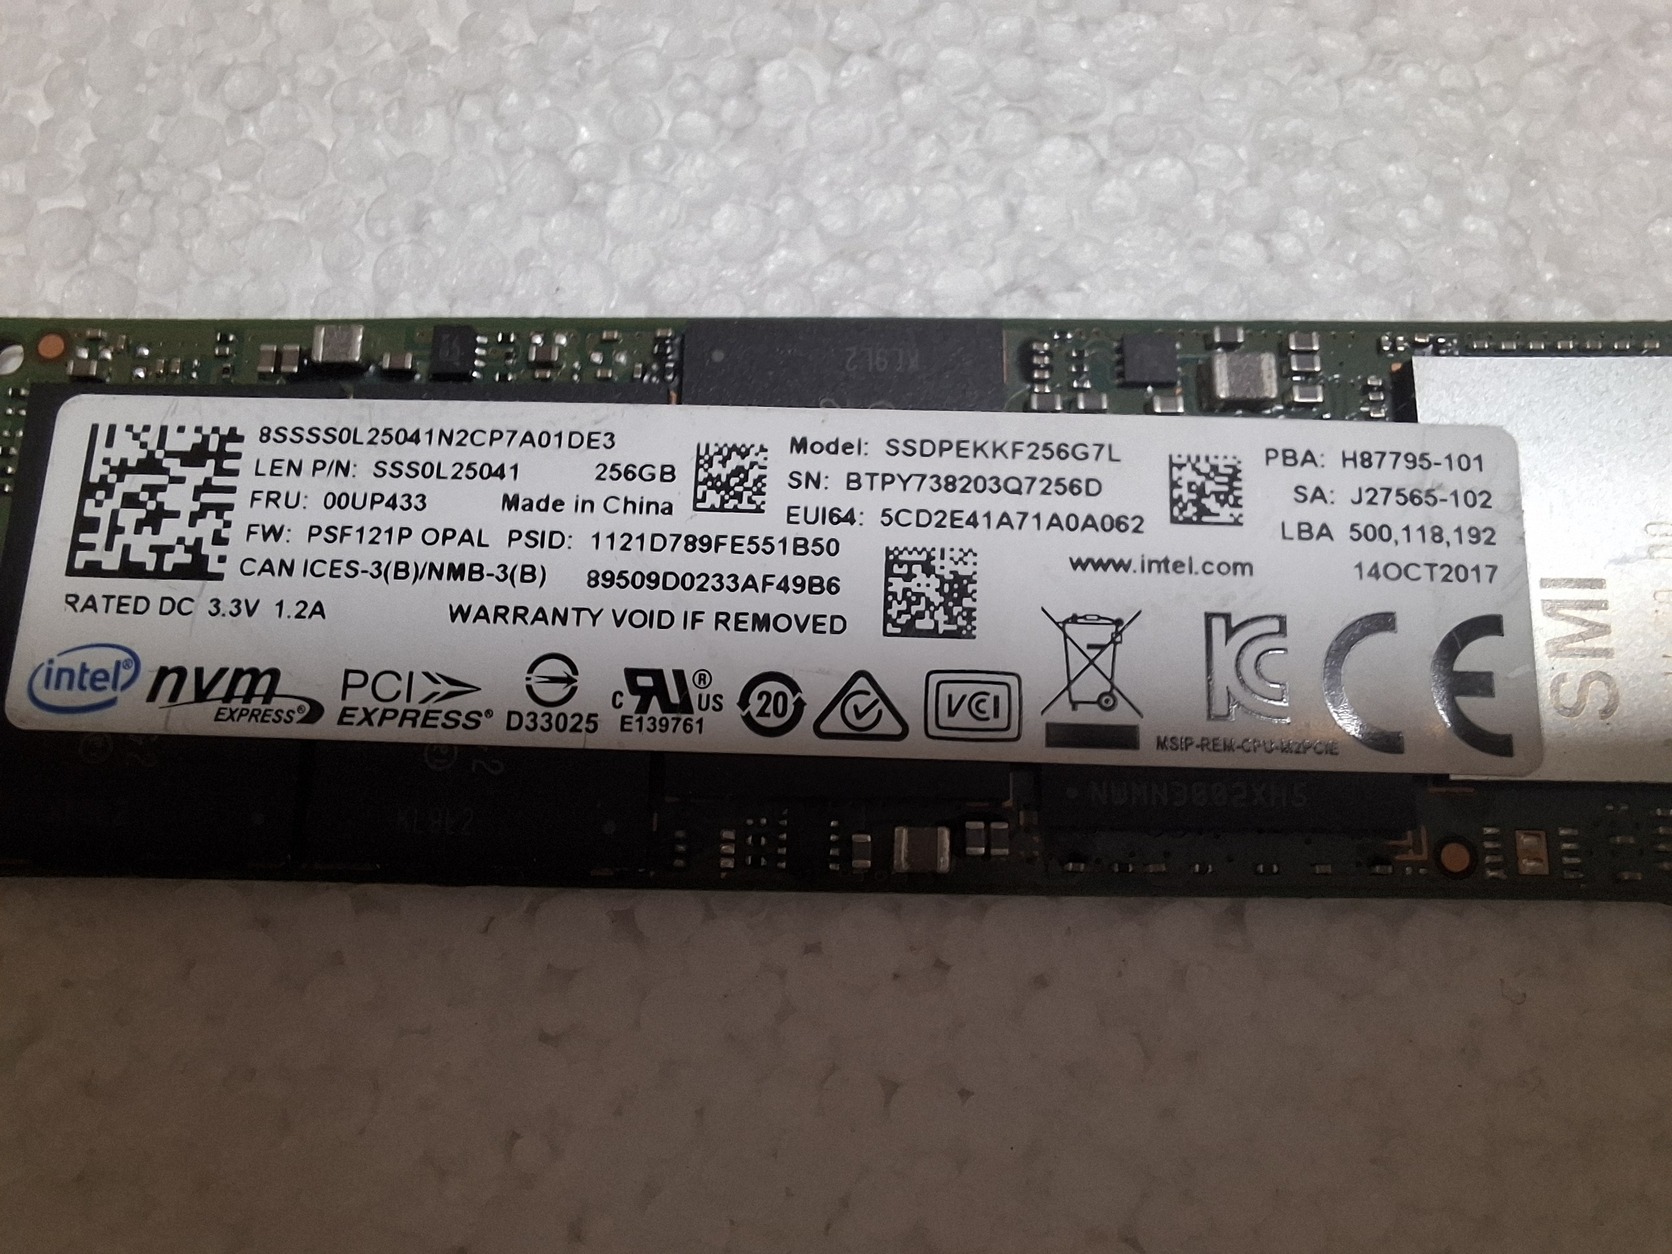 8SSSS0L25041N2CP7A01DE3
LEN P/N: SSS0L25041 256GB
FRU: 00UP433 Made in China
FW: PSF121P OPAL PSID: 1121D789FE551B50
CAN ICES-3(B)/NMB-3(B) 89509D0233AF49B6
RATED DC 3.3V 1.2A WARRANTY VOID IF REMOVED
Model: SSDPEKKF256G7L
SN: BTPY738203Q7256D
EUI64: 5CD2E41A71A0A062
PBA: H87795-101
SA: J27565-102
LBA 500,118,192
www.intel.com 14OCT2017
intel®
nvm
EXPRESS®
PCI
EXPRESS®
D33025
c RU® US
E139761
20
VCI
MSIP-REM-CPU-M2PCIE
CE
SMI